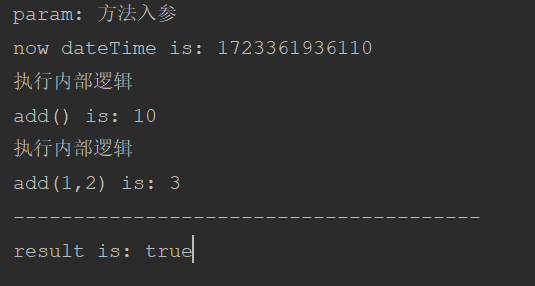 param: 方法入参
now dateTime is: 1723361936110
执行内部逻辑
add() is: 10
执行内部逻辑
add(1,2) is: 3
---------------------------------------
result is: true